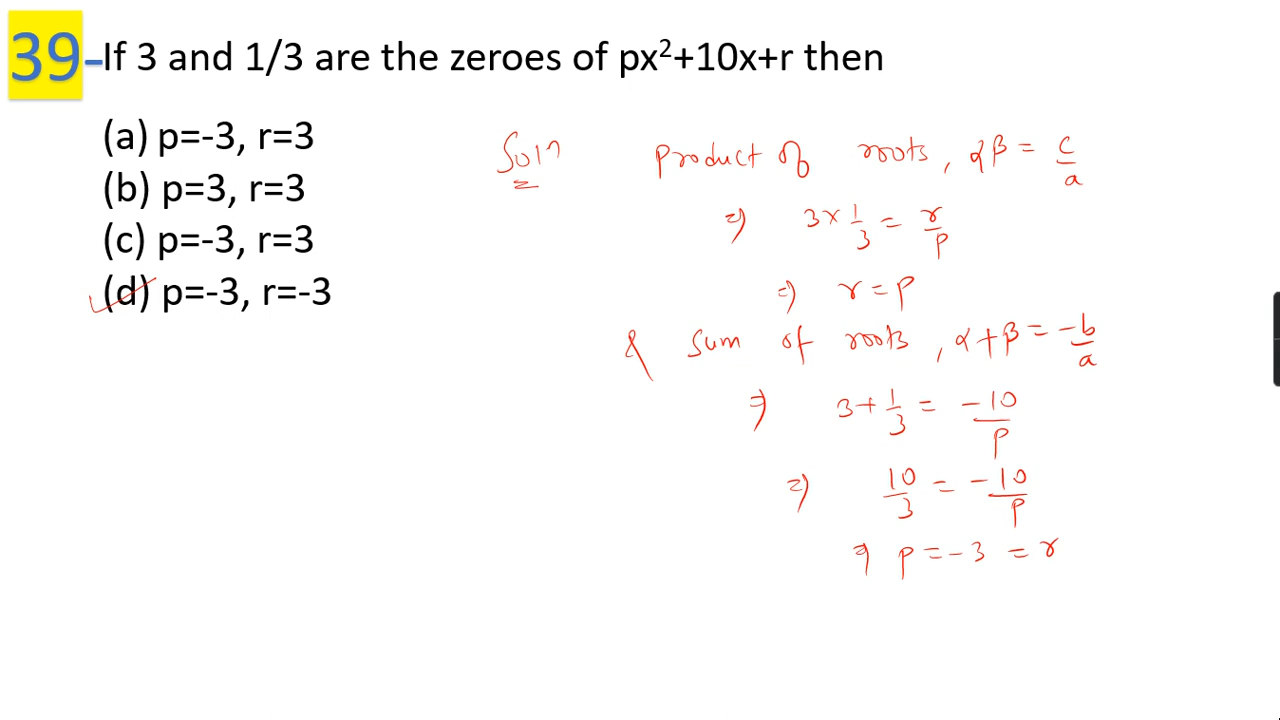 39-If 3 and 1/3 are the zeroes of px²+10x+r then
(a) p=-3, r=3
(b) p=3, r=3
(c) p=-3, r=3
(d) p=-3, r=-3
Soln
product of roots, αβ = c/a
⇒ 3 × 1/3 = r/p
⇒ r = p
& sum of roots, α+β = -b/a
⇒ 3 + 1/3 = -10/p
⇒ 10/3 = -10/p
⇒ p = -3 = r